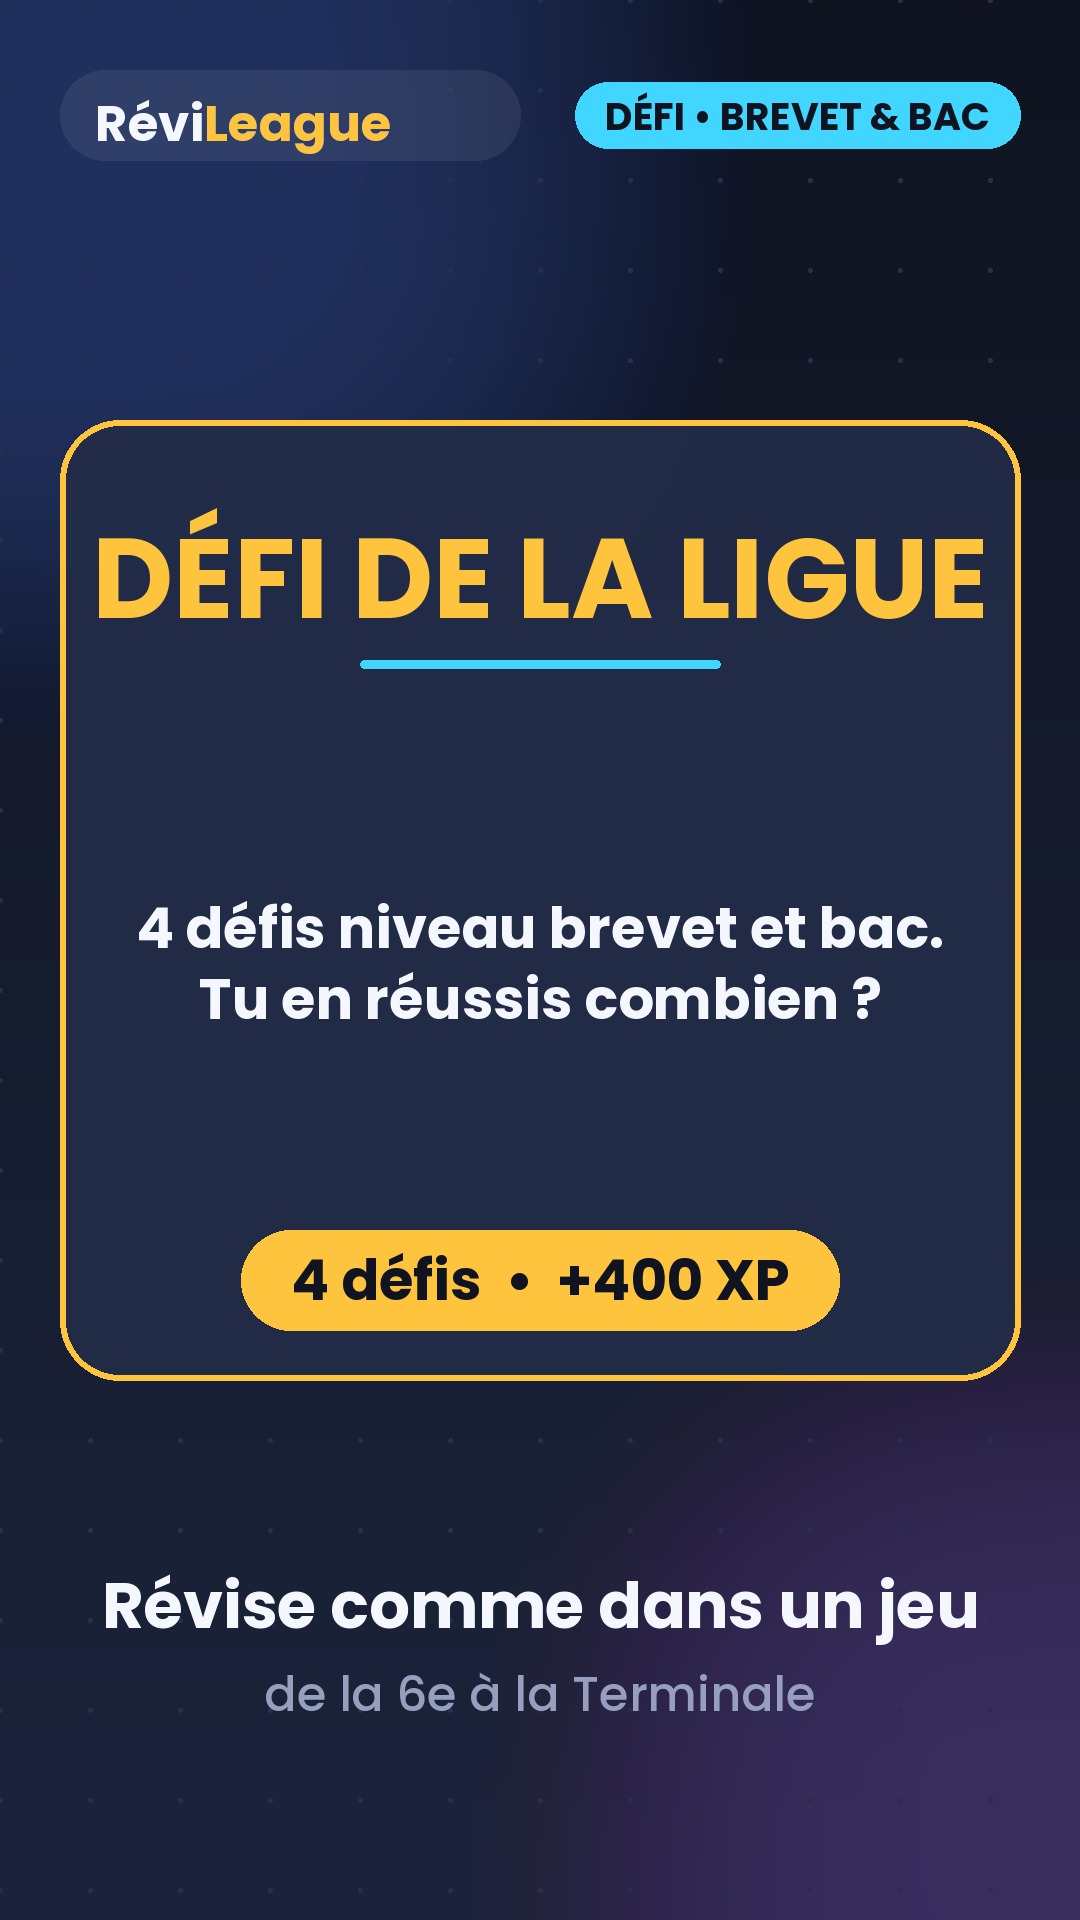 RéviLeague
DÉFI • BREVET & BAC
DÉFI DE LA LIGUE
4 défis niveau brevet et bac.
Tu en réussis combien ?
4 défis • +400 XP
Révise comme dans un jeu
de la 6e à la Terminale